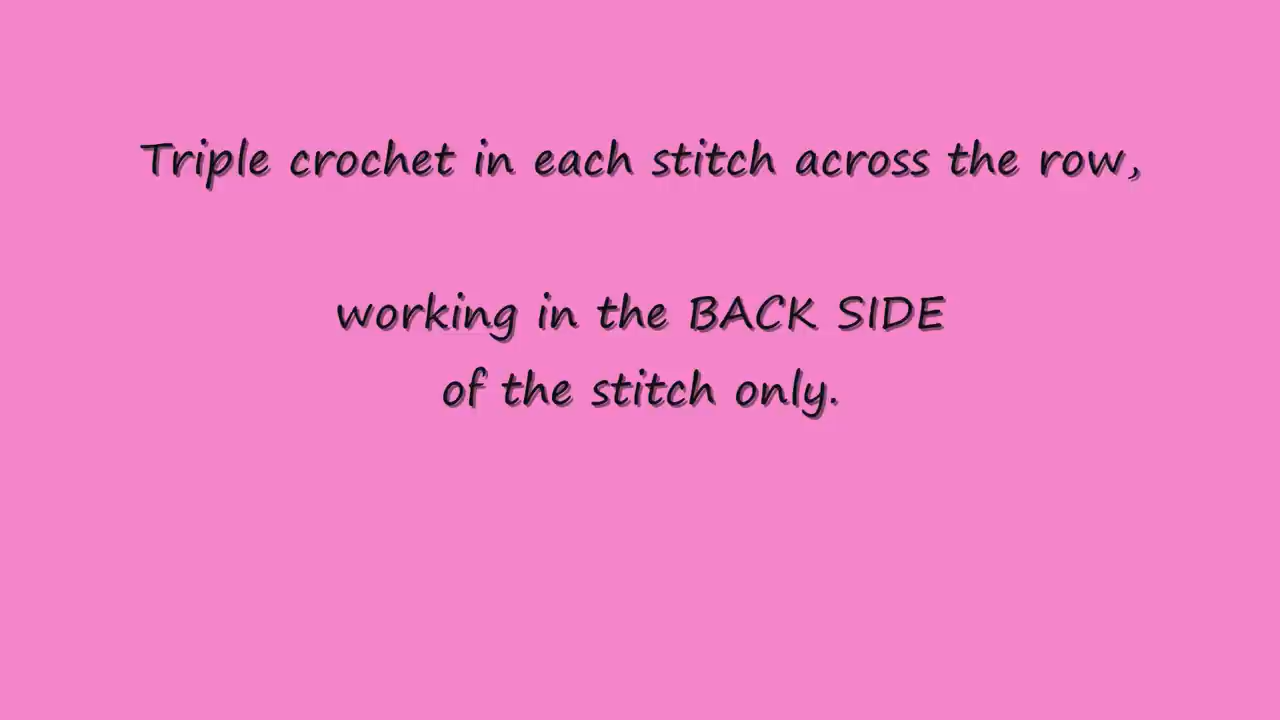 Triple crochet in each stitch across the row,
working in the BACK SIDE
of the stitch only.